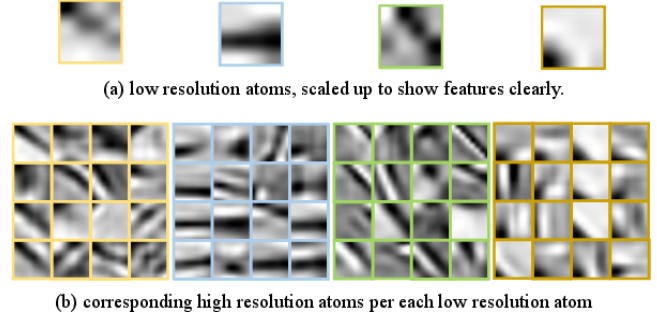 (a) low resolution atoms, scaled up to show features clearly.
(b) corresponding high resolution atoms per each low resolution atom